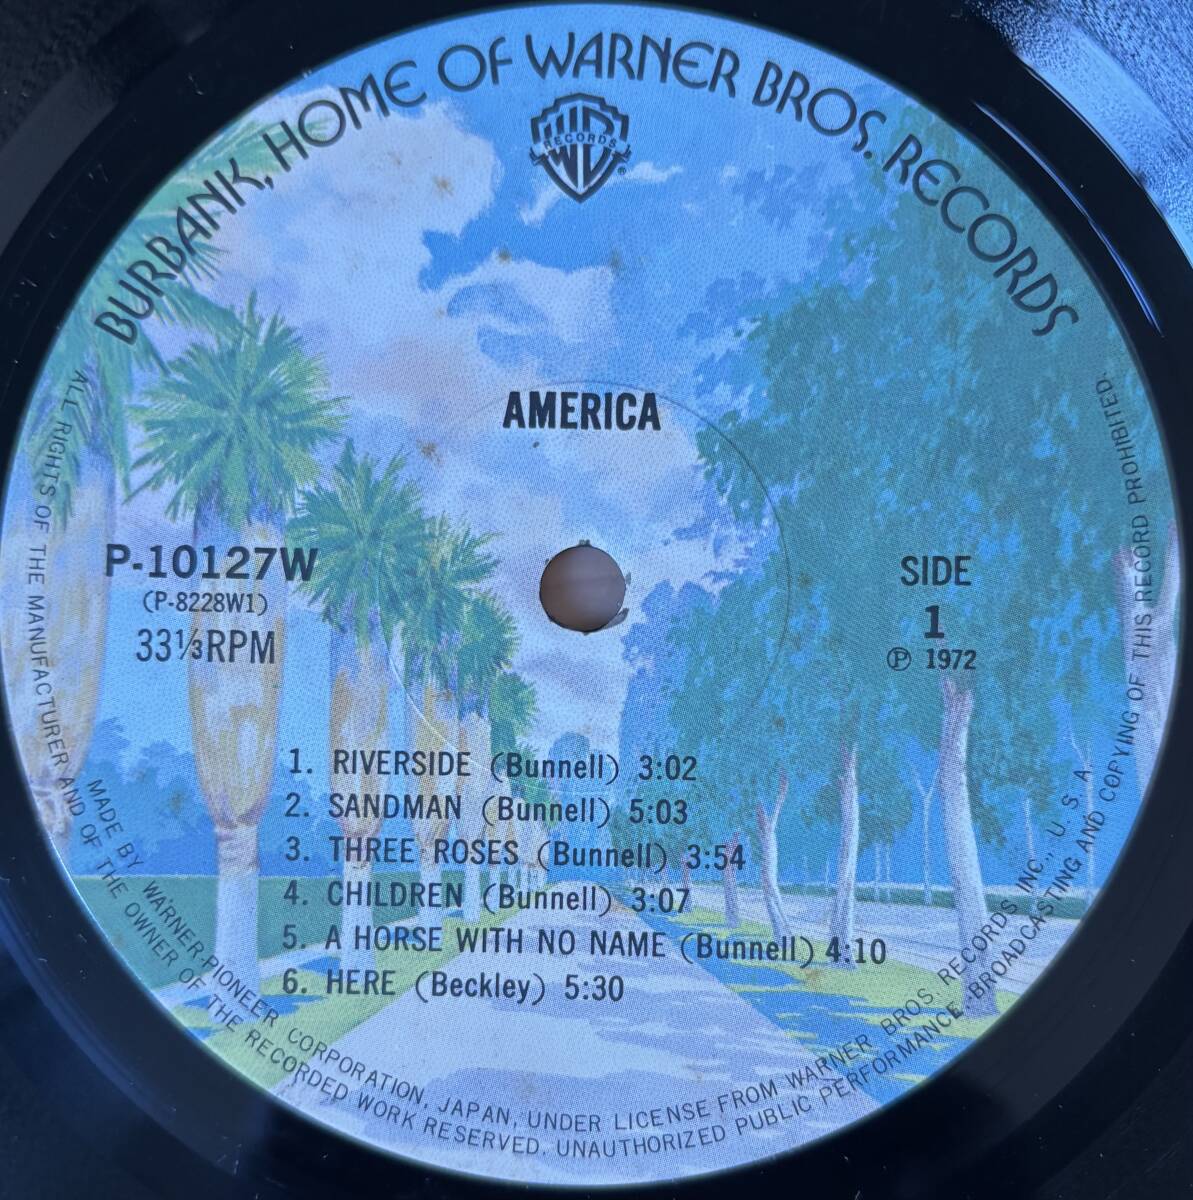 BURBANK, HOME OF WARNER BROS. RECORDS
WB
RECORDS
®
AMERICA
P-10127W
(P-8228W1)
33⅓RPM
SIDE
1
Ⓟ 1972
1. RIVERSIDE (Bunnell) 3:02
2. SANDMAN (Bunnell) 5:03
3. THREE ROSES (Bunnell) 3:54
4. CHILDREN (Bunnell) 3:07
5. A HORSE WITH NO NAME (Bunnell) 4:10
6. HERE (Beckley) 5:30
MADE BY WARNER-PIONEER CORPORATION, JAPAN, UNDER LICENSE FROM WARNER BROS. RECORDS INC., U. S. A.
ALL RIGHTS OF THE MANUFACTURER AND OF THE OWNER OF THE RECORDED WORK RESERVED. UNAUTHORIZED PUBLIC PERFORMANCE. BROADCASTING AND COPYING OF THIS RECORD PROHIBITED.